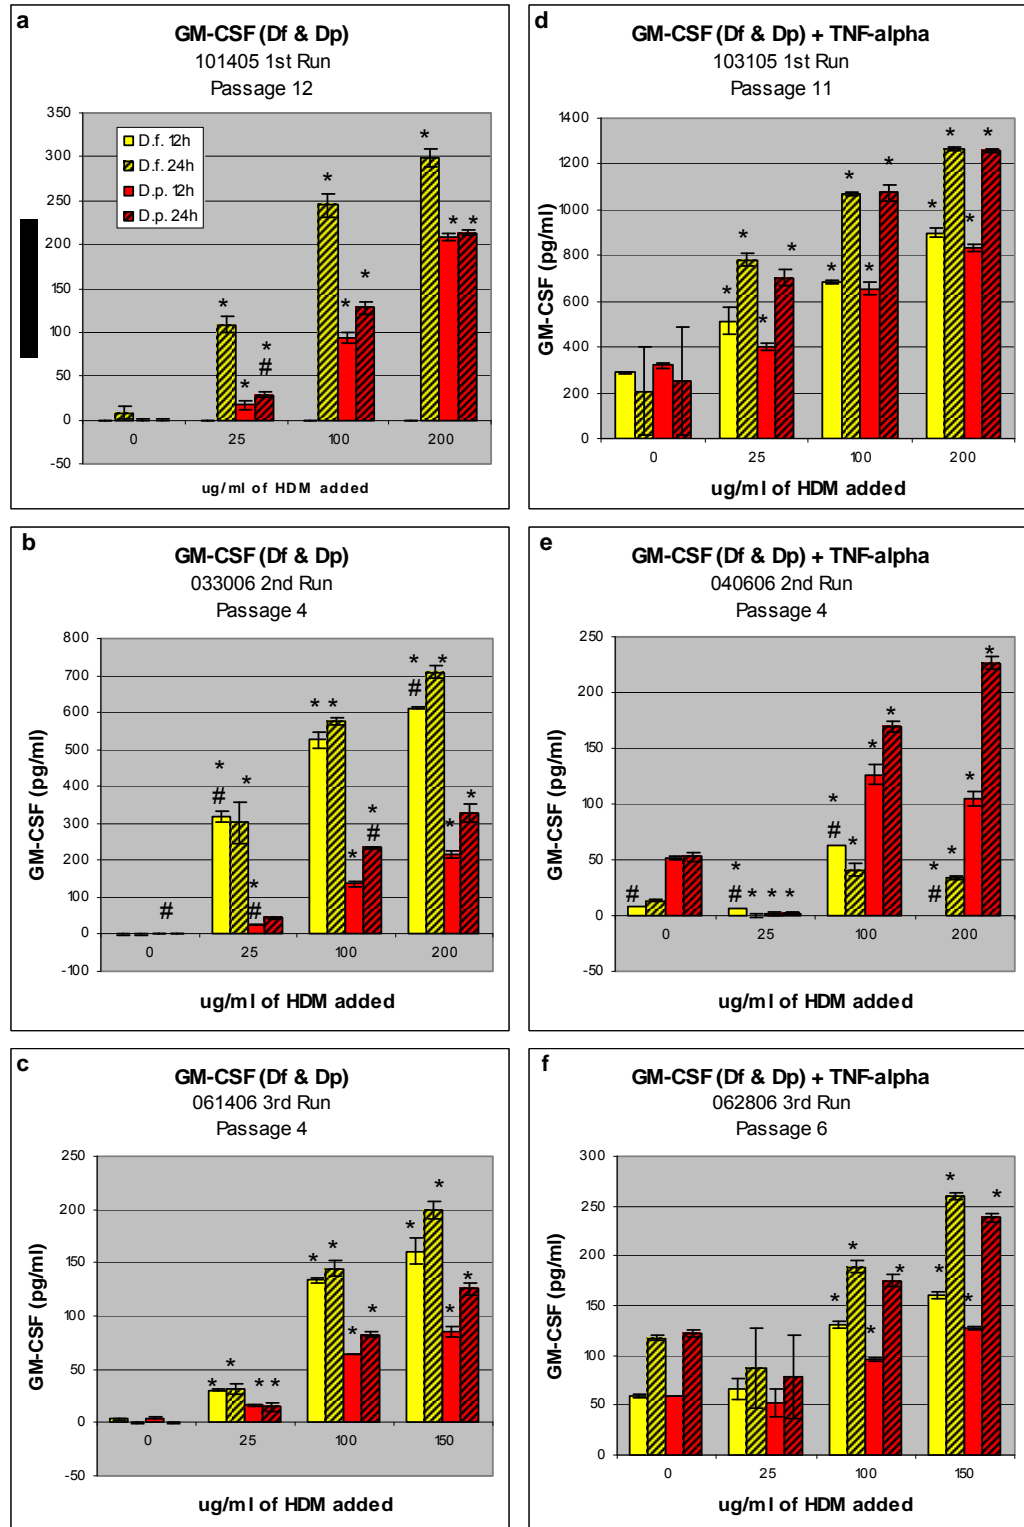 a
GM-CSF (Df & Dp)
101405 1st Run
Passage 12
350
300
250
200
150
100
50
0
-50
D.f. 12h
D.f. 24h
D.p. 12h
D.p. 24h
* * * * * * * * * #
0 25 100 200
ug/ml of HDM added
d
GM-CSF (Df & Dp) + TNF-alpha
103105 1st Run
Passage 11
GM-CSF (pg/ml)
1400
1200
1000
800
600
400
200
0
* * * * * * * * * * * *
0 25 100 200
ug/ml of HDM added
b
GM-CSF (Df & Dp)
033006 2nd Run
Passage 4
GM-CSF (pg/ml)
800
700
600
500
400
300
200
100
0
-100
# * # * * # * * * * # * # * * *
0 25 100 200
ug/ml of HDM added
e
GM-CSF (Df & Dp) + TNF-alpha
040606 2nd Run
Passage 4
GM-CSF (pg/ml)
250
200
150
100
50
0
-50
# * # * * * * # * * * * # * * *
0 25 100 200
ug/ml of HDM added
c
GM-CSF (Df & Dp)
061406 3rd Run
Passage 4
GM-CSF (pg/ml)
250
200
150
100
50
0
-50
* * * * * * * * * * * *
0 25 100 150
ug/ml of HDM added
f
GM-CSF (Df & Dp) + TNF-alpha
062806 3rd Run
Passage 6
GM-CSF (pg/ml)
300
250
200
150
100
50
0
* * * * * * * *
0 25 100 150
ug/ml of HDM added